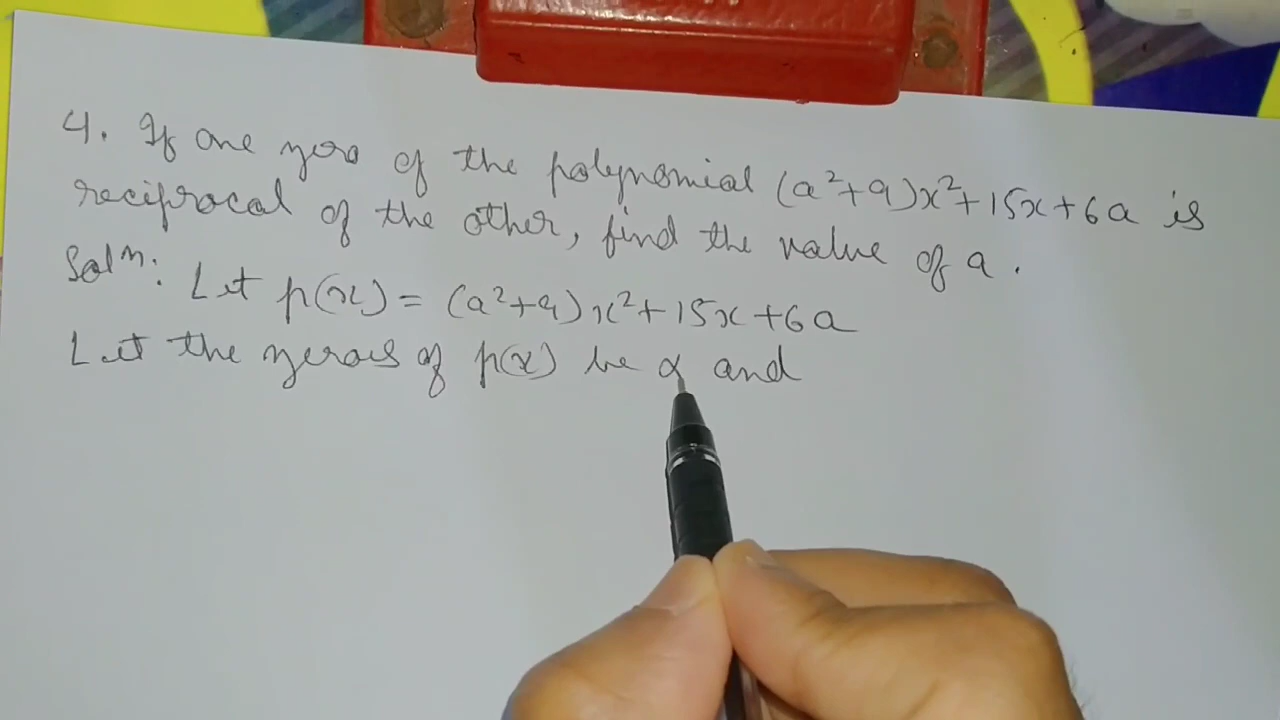 4. If one zero of the polynomial (a²+9)x²+15x+6a is
reciprocal of the other, find the value of a.
Solⁿ: Let p(x) = (a²+9)x²+15x+6a
Let the zeroes of p(x) be α and